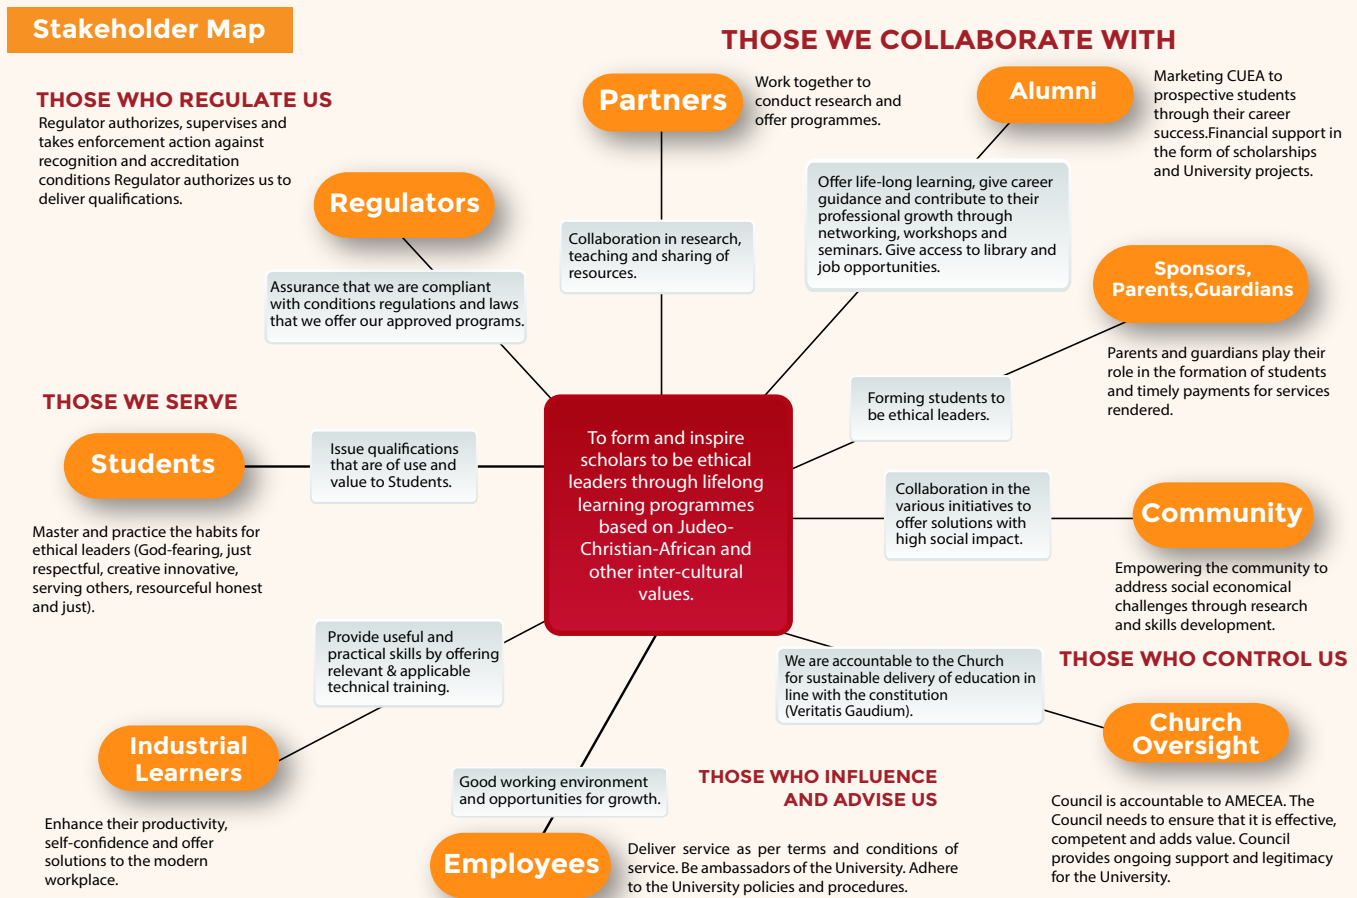 Stakeholder Map
THOSE WE COLLABORATE WITH
THOSE WHO REGULATE US
Regulator authorizes, supervises and
takes enforcement action against
recognition and accreditation
conditions Regulator authorizes us to
deliver qualifications.
Regulators
Assurance that we are compliant
with conditions regulations and laws
that we offer our approved programs.
Partners
Work together to
conduct research and
offer programmes.
Collaboration in research,
teaching and sharing of
resources.
Alumni
Marketing CUEA to
prospective students
through their career
success.Financial support in
the form of scholarships
and University projects.
Offer life-long learning, give career
guidance and contribute to their
professional growth through
networking, workshops and
seminars. Give access to library and
job opportunities.
Sponsors,
Parents,Guardians
Parents and guardians play their
role in the formation of students
and timely payments for services
rendered.
Forming students to
be ethical leaders.
THOSE WE SERVE
Students
Issue qualifications
that are of use and
value to Students.
Master and practice the habits for
ethical leaders (God-fearing, just
respectful, creative innovative,
serving others, resourceful honest
and just).
To form and inspire
scholars to be ethical
leaders through lifelong
learning programmes
based on Judeo-
Christian-African and
other inter-cultural
values.
Collaboration in the
various initiatives to
offer solutions with
high social impact.
Community
Empowering the community to
address social economical
challenges through research
and skills development.
Provide useful and
practical skills by offering
relevant & applicable
technical training.
Industrial
Learners
Enhance their productivity,
self-confidence and offer
solutions to the modern
workplace.
THOSE WHO CONTROL US
We are accountable to the Church
for sustainable delivery of education in
line with the constitution
(Veritatis Gaudium).
Church
Oversight
Council is accountable to AMECEA. The
Council needs to ensure that it is effective,
competent and adds value. Council
provides ongoing support and legitimacy
for the University.
THOSE WHO INFLUENCE
AND ADVISE US
Good working environment
and opportunities for growth.
Employees
Deliver service as per terms and conditions of
service. Be ambassadors of the University. Adhere
to the University policies and procedures.